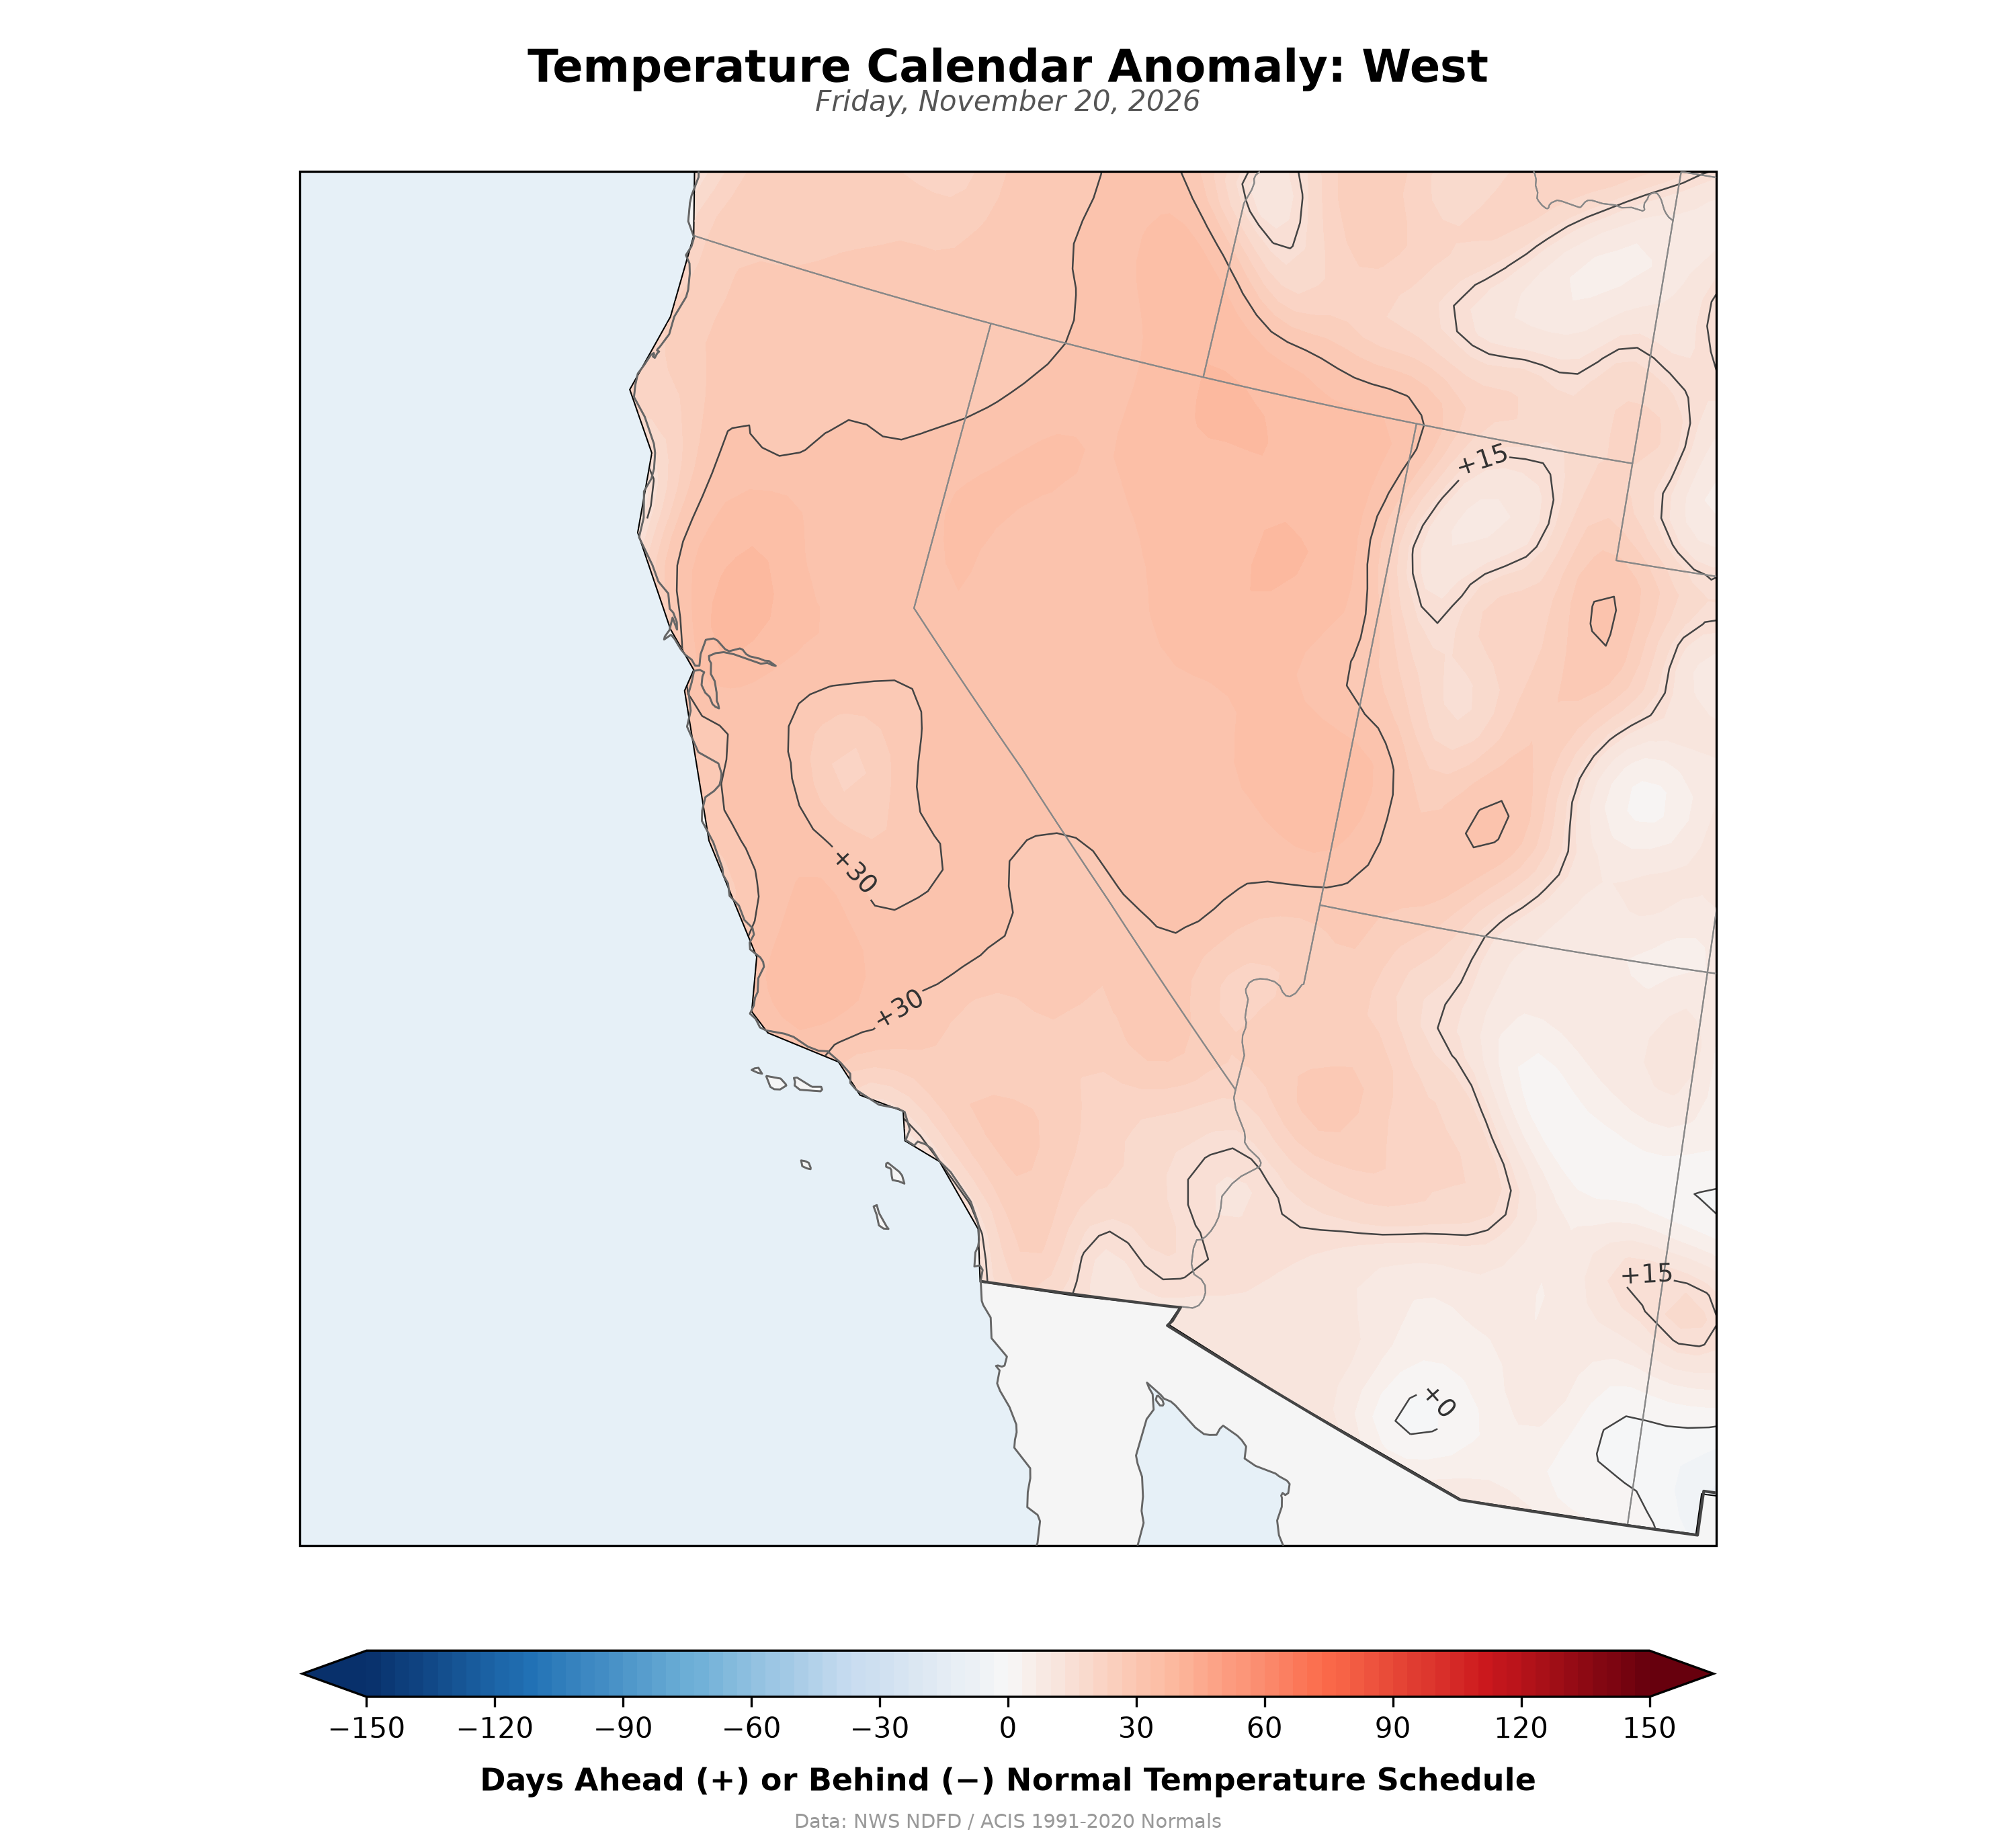 Temperature Calendar Anomaly: West
Friday, November 20, 2026
+15
+30
+30
+15
+0
−150 −120 −90 −60 −30 0 30 60 90 120 150
Days Ahead (+) or Behind (−) Normal Temperature Schedule
Data: NWS NDFD / ACIS 1991-2020 Normals